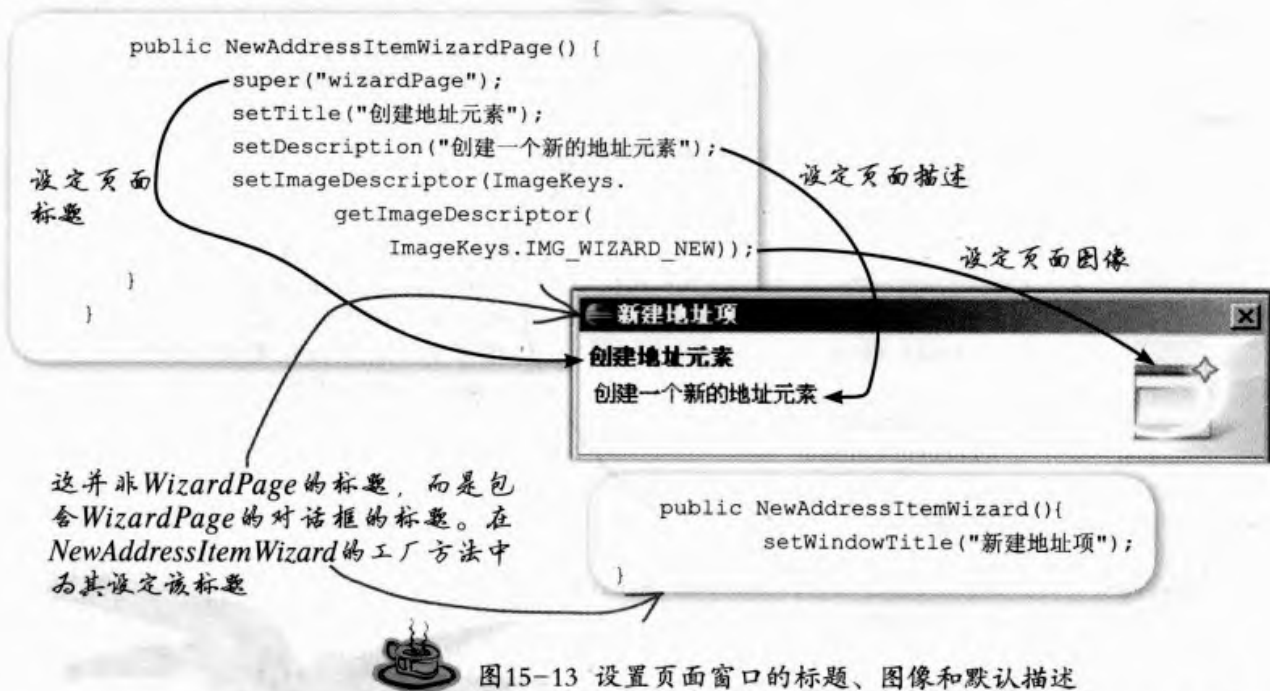 public NewAddressItemWizardPage() {
super("wizardPage");
setTitle("创建地址元素");
setDescription("创建一个新的地址元素");
setImageDescriptor(ImageKeys.
getImageDescriptor(
ImageKeys.IMG_WIZARD_NEW));
}
}
设定页面
标题
设定页面描述
设定页面图像
新建地址项
创建地址元素
创建一个新的地址元素
这并非WizardPage的标题，而是包
含WizardPage的对话框的标题。在
NewAddressItemWizard的工厂方法中
为其设定该标题
public NewAddressItemWizard(){
setWindowTitle("新建地址项");
}
图15-13 设置页面窗口的标题、图像和默认描述